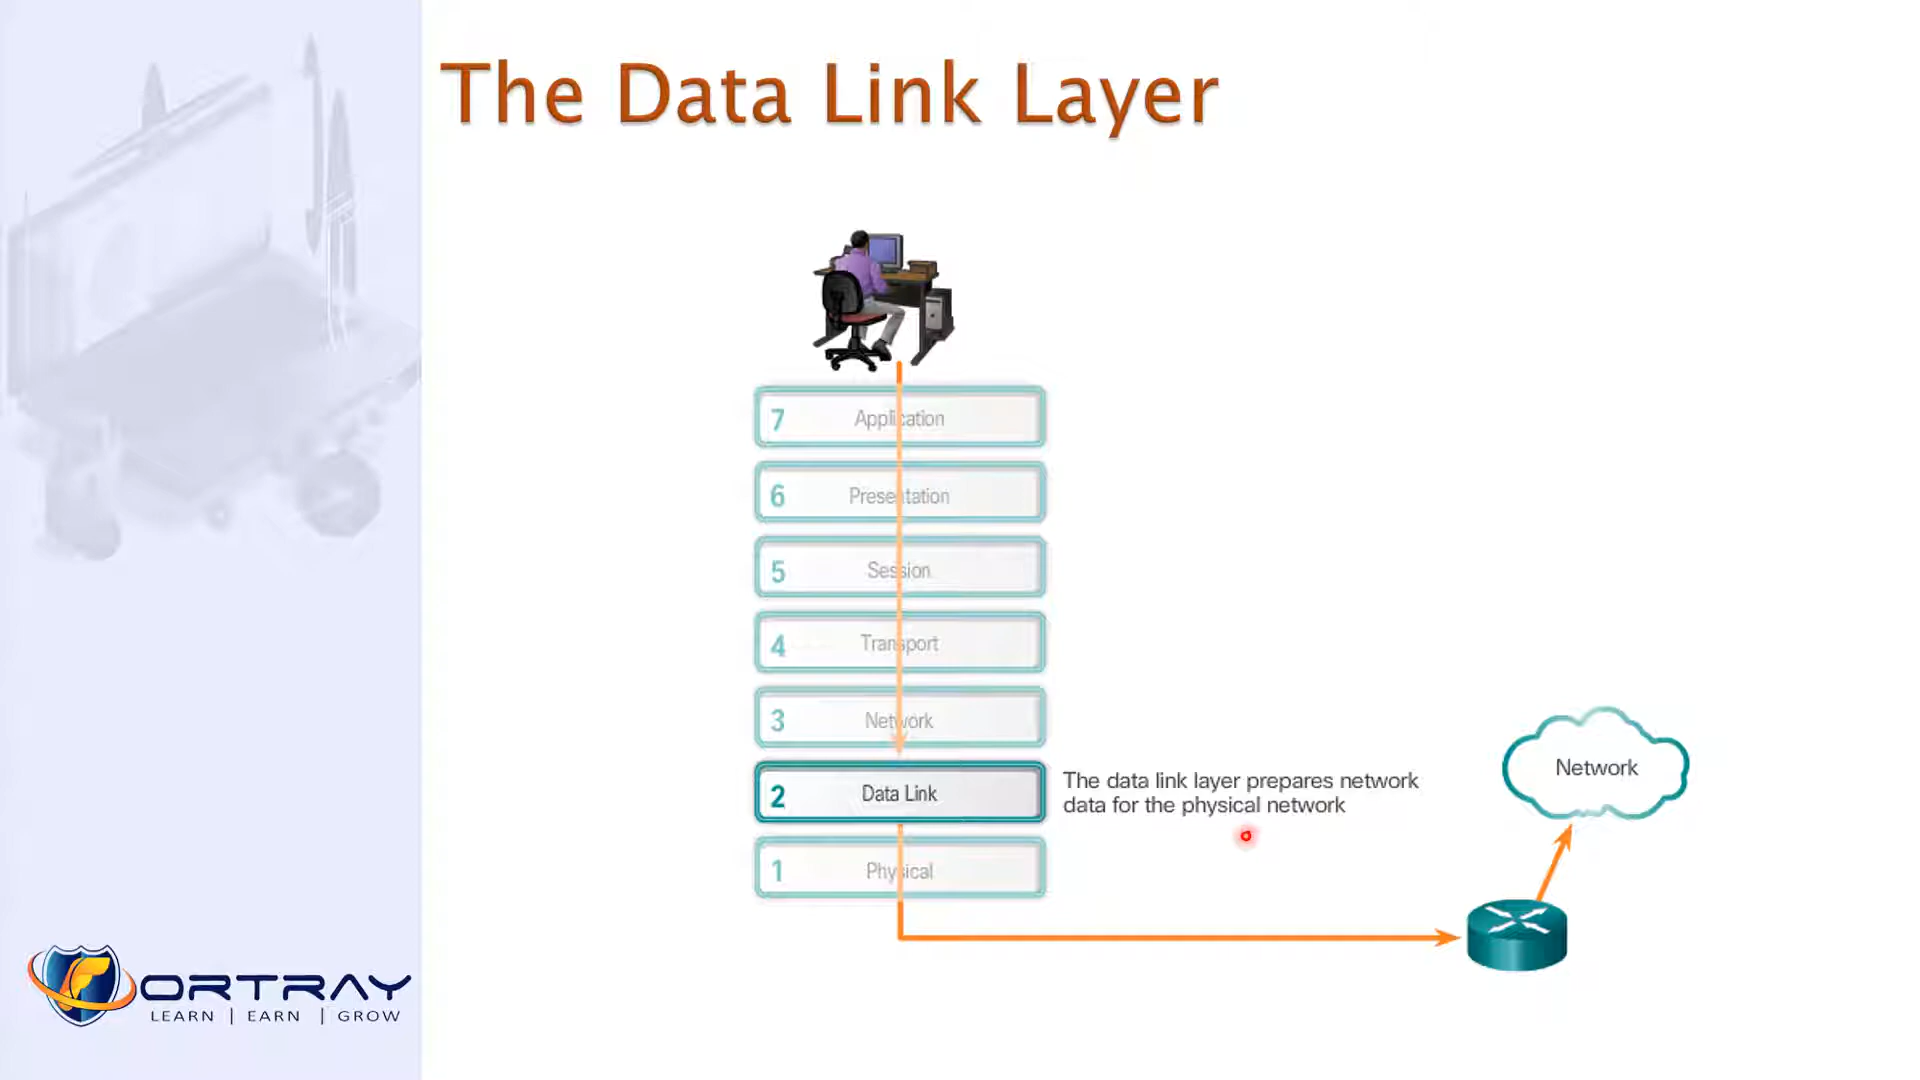 The Data Link Layer
7 Application
6 Presentation
5 Session
4 Transport
3 Network
2 Data Link
The data link layer prepares network
data for the physical network
1 Physical
Network
ORTRAY
LEARN | EARN | GROW